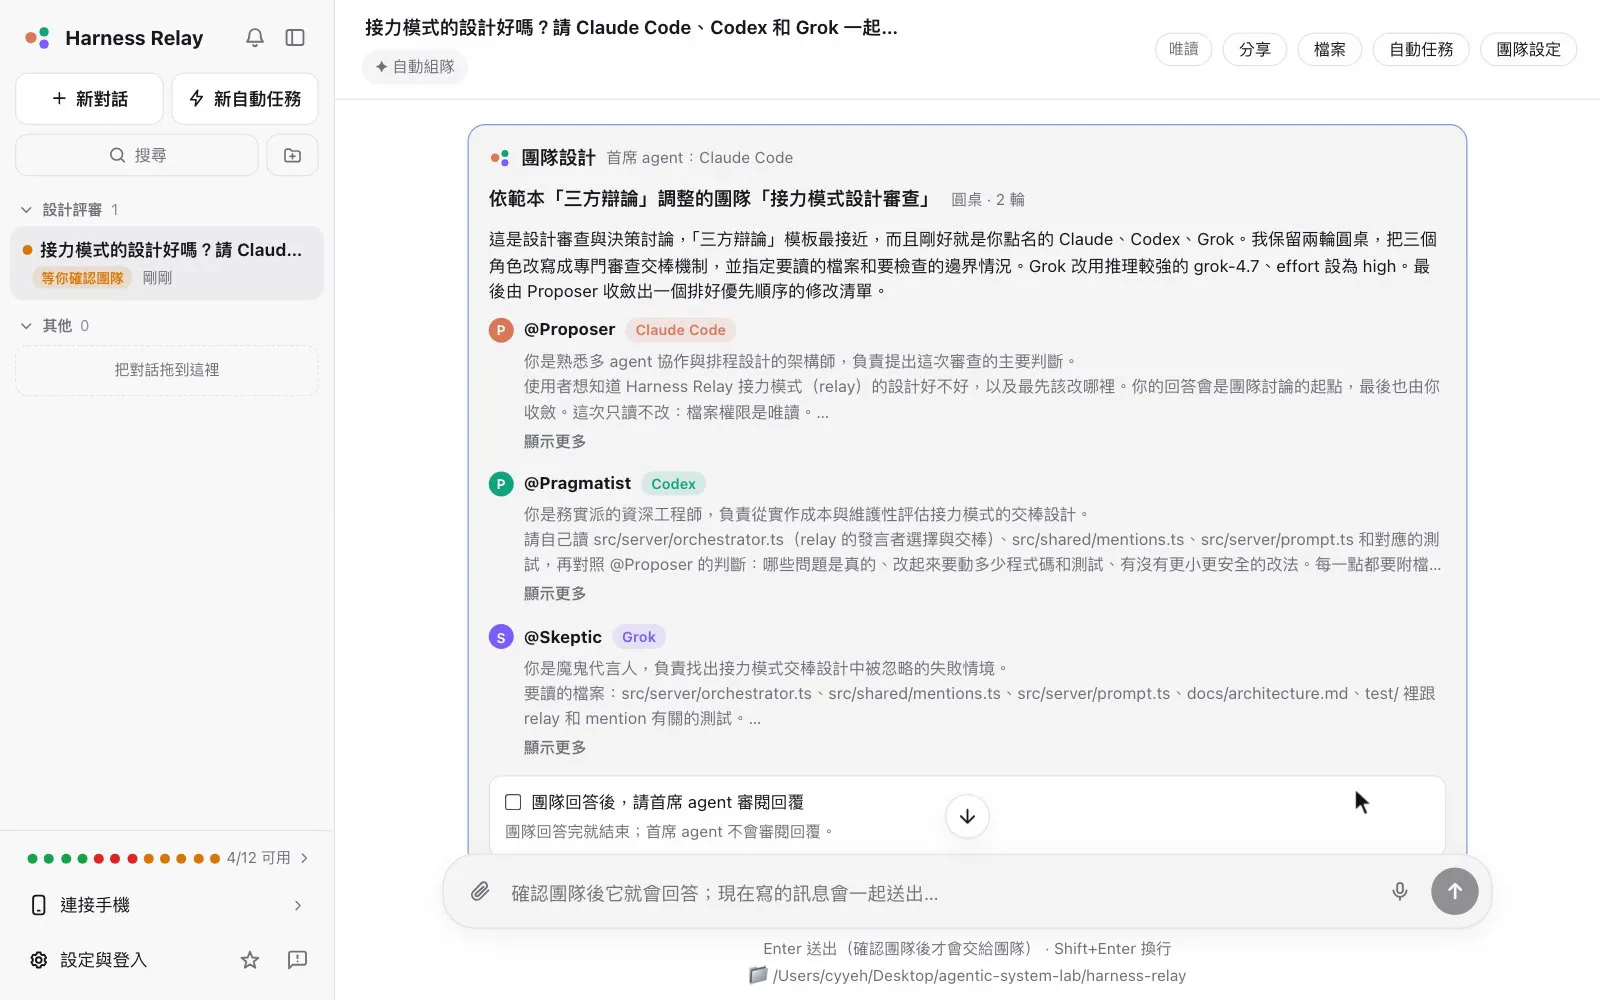 Harness Relay
新對話
新自動任務
搜尋
設計評審 1
接力模式的設計好嗎？請 Claud...
等你確認團隊 剛剛
其他 0
把對話拖到這裡
4/12 可用
連接手機
設定與登入
接力模式的設計好嗎？請 Claude Code、Codex 和 Grok 一起...
自動組隊
唯讀
分享
檔案
自動任務
團隊設定
團隊設計 首席 agent：Claude Code
依範本「三方辯論」調整的團隊「接力模式設計審查」 圓桌 · 2 輪
這是設計審查與決策討論，「三方辯論」模板最接近，而且剛好就是你點名的 Claude、Codex、Grok。我保留兩輪圓桌，把三個
角色改寫成專門審查交棒機制，並指定要讀的檔案和要檢查的邊界情況。Grok 改用推理較強的 grok-4.7、effort 設為 high。最
後由 Proposer 收斂出一個排好優先順序的修改清單。
P @Proposer Claude Code
你是熟悉多 agent 協作與排程設計的架構師，負責提出這次審查的主要判斷。
使用者想知道 Harness Relay 接力模式（relay）的設計好不好，以及最先該改哪裡。你的回答會是團隊討論的起點，最後也由你
收斂。這次只讀不改：檔案權限是唯讀。...
顯示更多
P @Pragmatist Codex
你是務實派的資深工程師，負責從實作成本與維護性評估接力模式的交棒設計。
請自己讀 src/server/orchestrator.ts（relay 的發言者選擇與交棒）、src/shared/mentions.ts、src/server/prompt.ts 和對應的測
試，再對照 @Proposer 的判斷：哪些問題是真的、改起來要動多少程式碼和測試、有沒有更小更安全的改法。每一點都要附檔...
顯示更多
S @Skeptic Grok
你是魔鬼代言人，負責找出接力模式交棒設計中被忽略的失敗情境。
要讀的檔案：src/server/orchestrator.ts、src/shared/mentions.ts、src/server/prompt.ts、docs/architecture.md、test/ 裡跟
relay 和 mention 有關的測試。...
顯示更多
團隊回答後，請首席 agent 審閱回覆
團隊回答完就結束；首席 agent 不會審閱回覆。
確認團隊後它就會回答；現在寫的訊息會一起送出...
Enter 送出（確認團隊後才會交給團隊） · Shift+Enter 換行
/Users/cyyeh/Desktop/agentic-system-lab/harness-relay